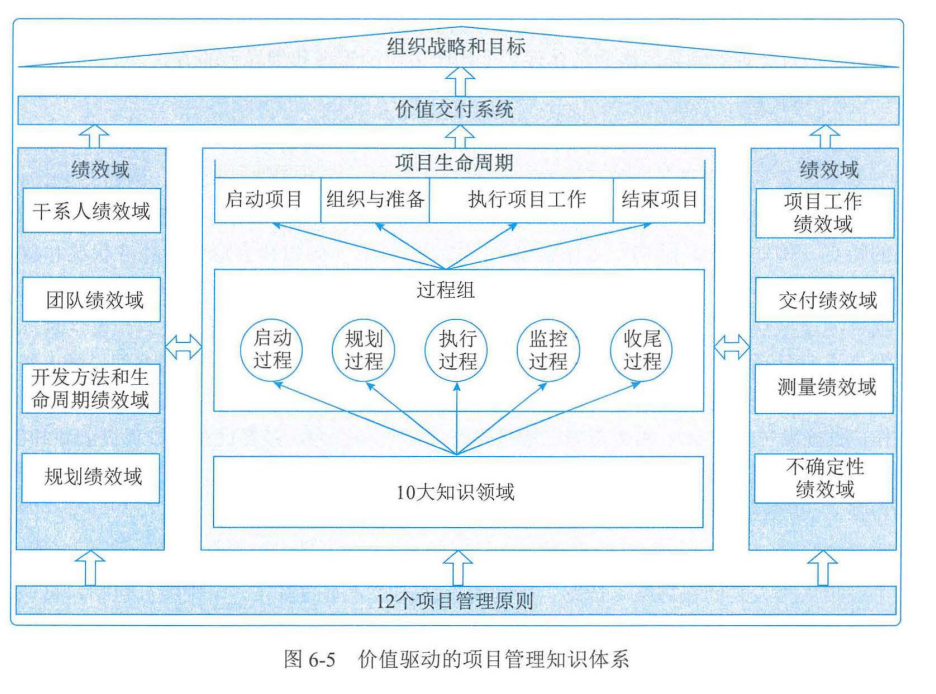 组织战略和目标
价值交付系统
绩效域
干系人绩效域
团队绩效域
开发方法和生
命周期绩效域
规划绩效域
项目生命周期
启动项目
组织与准备
执行项目工作
结束项目
过程组
启动
过程
规划
过程
执行
过程
监控
过程
收尾
过程
10大知识领域
绩效域
项目工作
绩效域
交付绩效域
测量绩效域
不确定性
绩效域
12个项目管理原则
图 6-5 价值驱动的项目管理知识体系